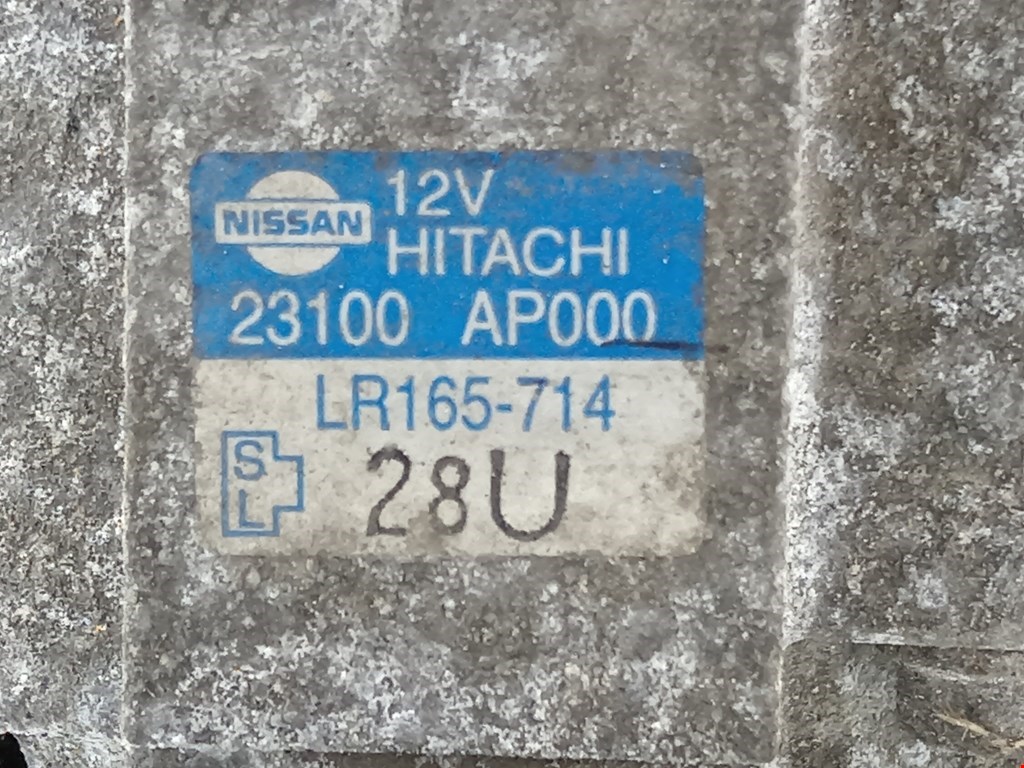 NISSAN
12V
HITACHI
23100 AP000
LR165-714
S
L
28U